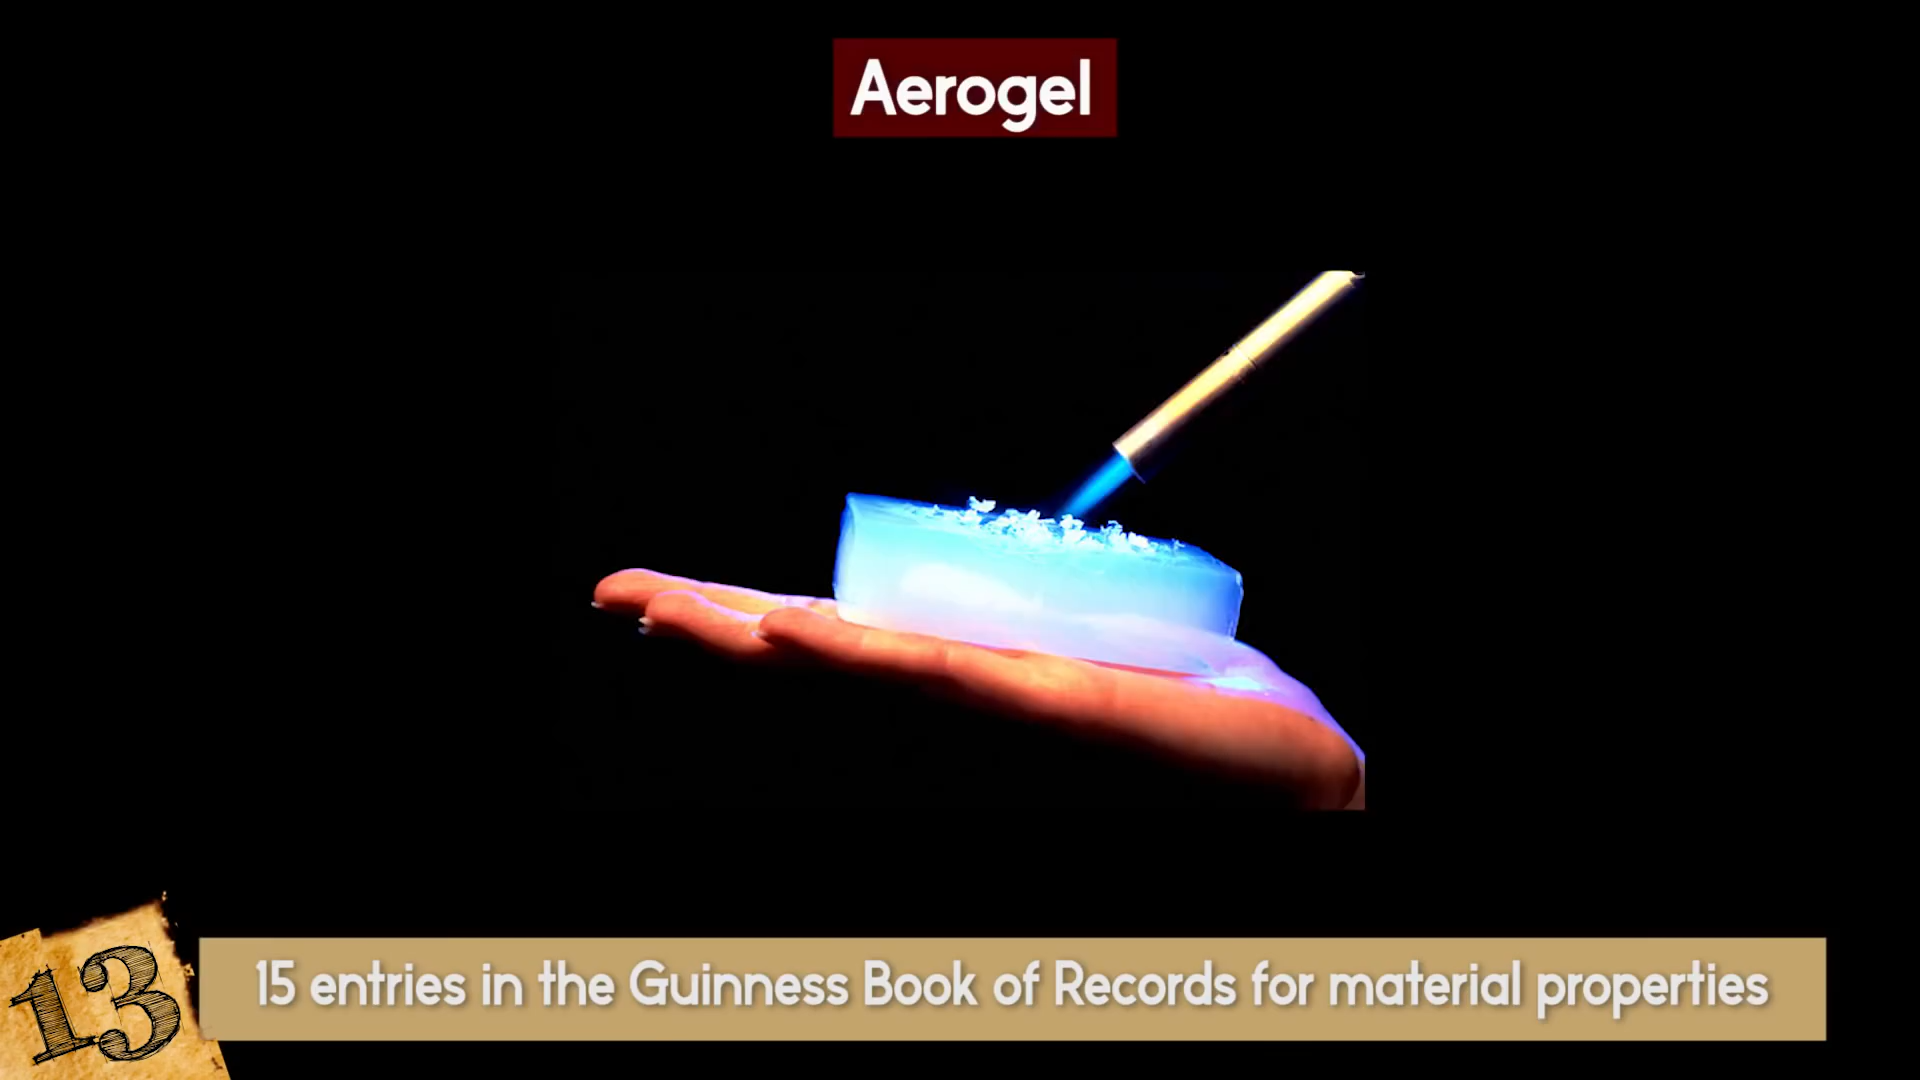 Aerogel
13
15 entries in the Guinness Book of Records for material properties